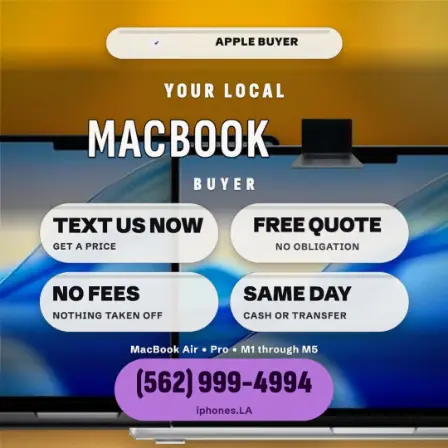 APPLE BUYER
YOUR LOCAL
MACBOOK
BUYER
TEXT US NOW
GET A PRICE
FREE QUOTE
NO OBLIGATION
NO FEES
NOTHING TAKEN OFF
SAME DAY
CASH OR TRANSFER
MacBook Air • Pro • M1 through M5
(562) 999-4994
iphones.LA